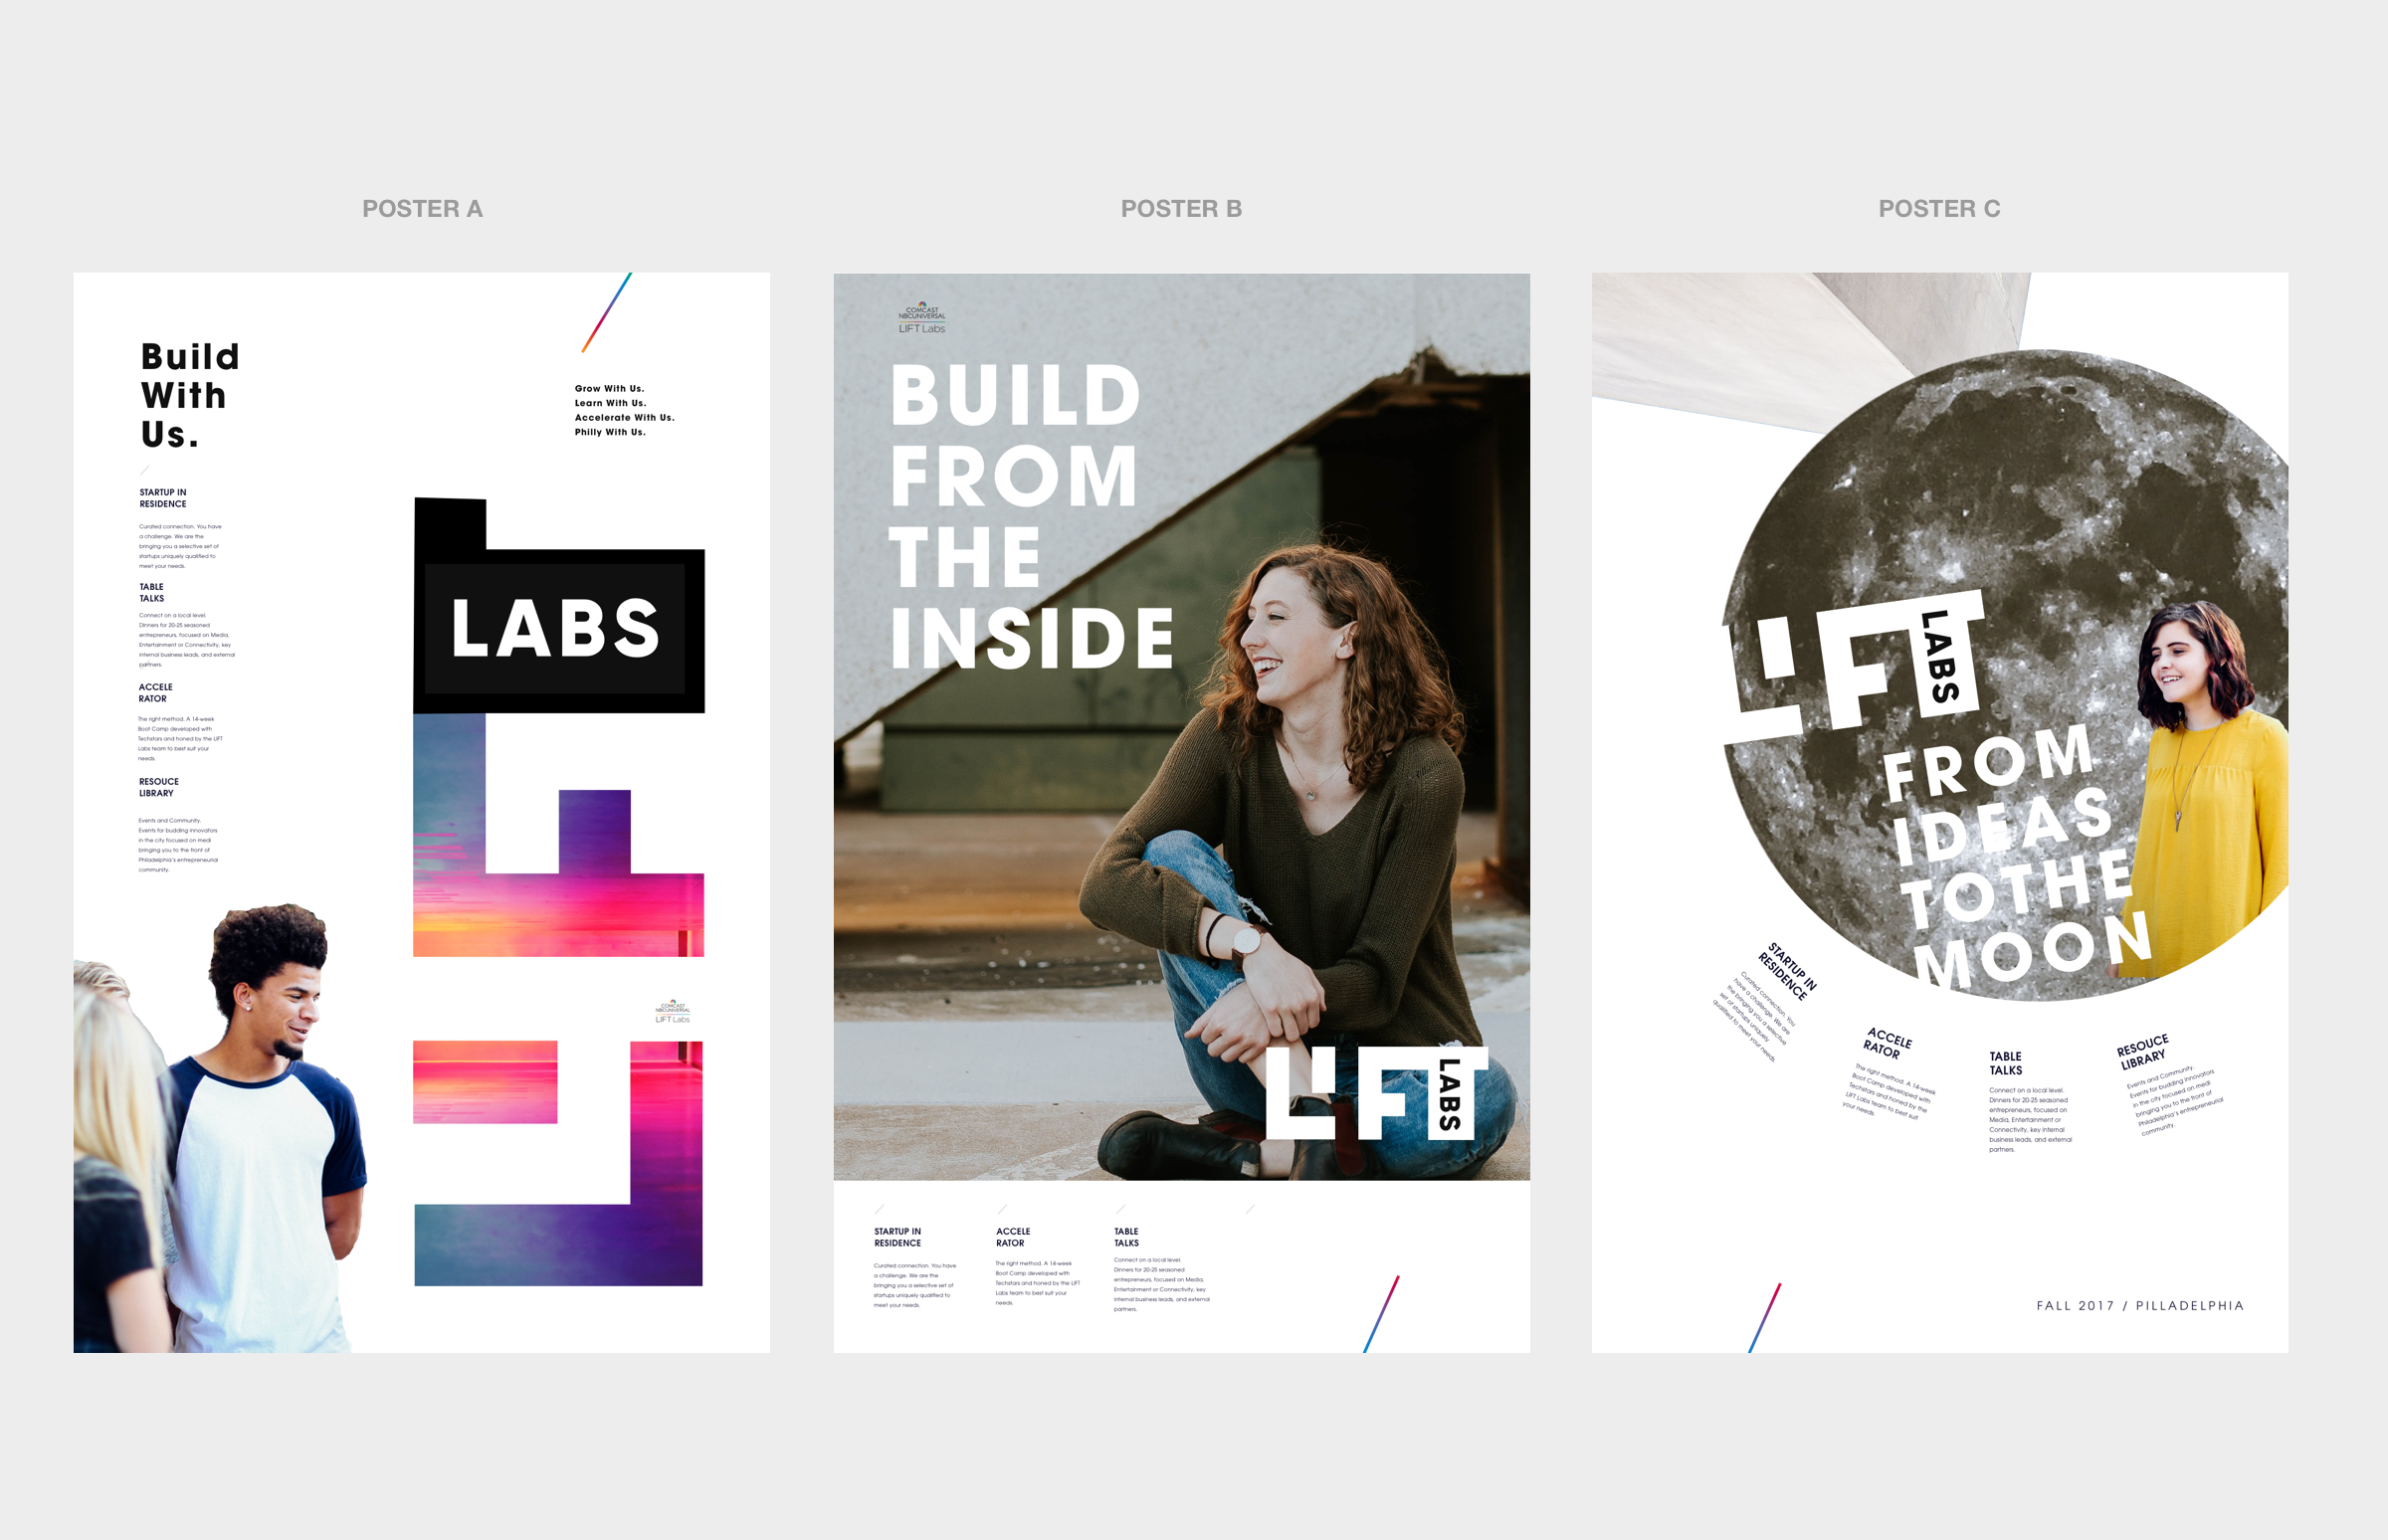 POSTER A
Build
With
Us.
Grow With Us.
Learn With Us.
Accelerate With Us.
Philly With Us.
STARTUP IN
RESIDENCE
Curated connection. You have
a challenge. We are the
bringing you a selective set of
startups uniquely qualified to
meet your needs.
TABLE
TALKS
Connect on a local level.
Dinners for 20-25 seasoned
entrepreneurs, focused on Media,
Entertainment or Connectivity, key
internal business leads, and external
partners.
ACCELE
RATOR
The right method. A 14-week
Boot Camp developed with
Techstars and honed by the LIFT
Labs team to best suit your
needs.
RESOUCE
LIBRARY
Events and Community.
Events for budding innovators
in the city focused on medi
bringing you to the front of
Philadelphia's entrepreneurial
community.
LIFT
LABS
COMCAST
NBCUNIVERSAL
LIFT Labs
POSTER B
COMCAST
NBCUNIVERSAL
LIFT Labs
BUILD
FROM
THE
INSIDE
LIFT
LABS
STARTUP IN
RESIDENCE
Curated connection. You have
a challenge. We are the
bringing you a selective set of
startups uniquely qualified to
meet your needs.
ACCELE
RATOR
The right method. A 14-week
Boot Camp developed with
Techstars and honed by the LIFT
Labs team to best suit your
needs.
TABLE
TALKS
Connect on a local level.
Dinners for 20-25 seasoned
entrepreneurs, focused on Media,
Entertainment or Connectivity, key
internal business leads, and external
partners.
POSTER C
LIFT
LABS
FROM
IDEAS
TOTHE
MOON
STARTUP IN
RESIDENCE
Curated connection. You
have a challenge. We are
the bringing you a selective
set of startups uniquely
qualified to meet your needs.
ACCELE
RATOR
The right method. A 14-week
Boot Camp developed with
Techstars and honed by the
LIFT Labs team to best suit
your needs.
TABLE
TALKS
Connect on a local level.
Dinners for 20-25 seasoned
entrepreneurs, focused on
Media, Entertainment or
Connectivity, key internal
business leads, and external
partners.
RESOUCE
LIBRARY
Events and Community.
Events for budding innovators
in the city focused on medi
bringing you to the front of
Philadelphia's entrepreneurial
community.
FALL 2017 / PILLADELPHIA